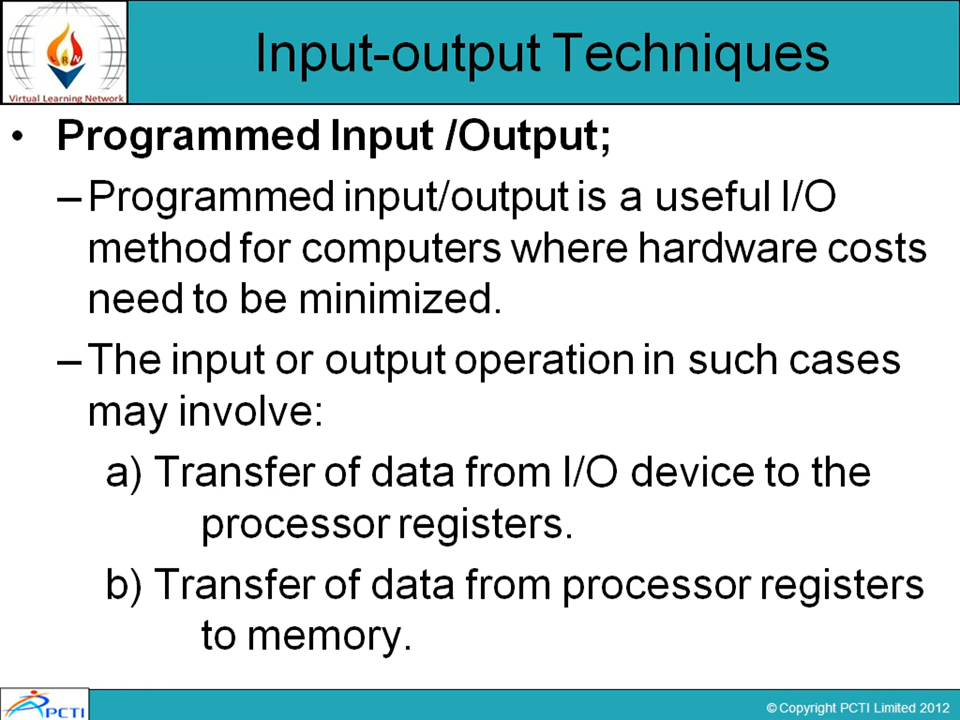 Input-output Techniques
RN
Virtual Learning Network
• Programmed Input /Output;
– Programmed input/output is a useful I/O
method for computers where hardware costs
need to be minimized.
– The input or output operation in such cases
may involve:
a) Transfer of data from I/O device to the
processor registers.
b) Transfer of data from processor registers
to memory.
PCTI
© Copyright PCTI Limited 2012